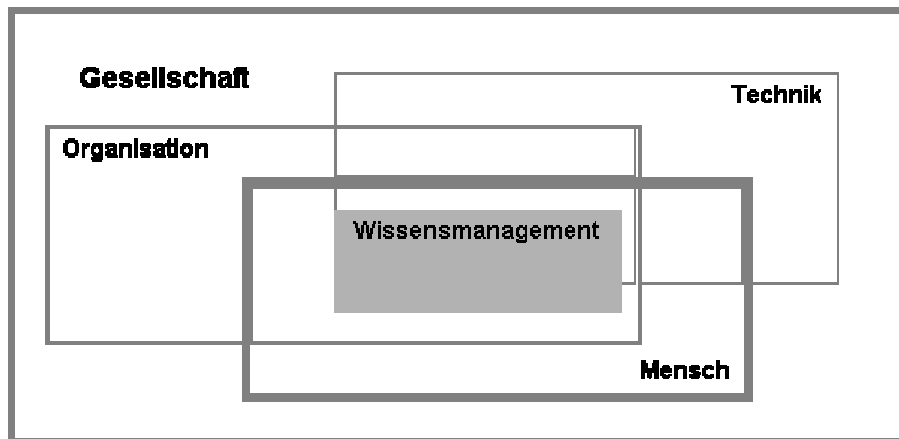 Gesellschaft
Technik
Organisation
Wissensmanagement
Mensch